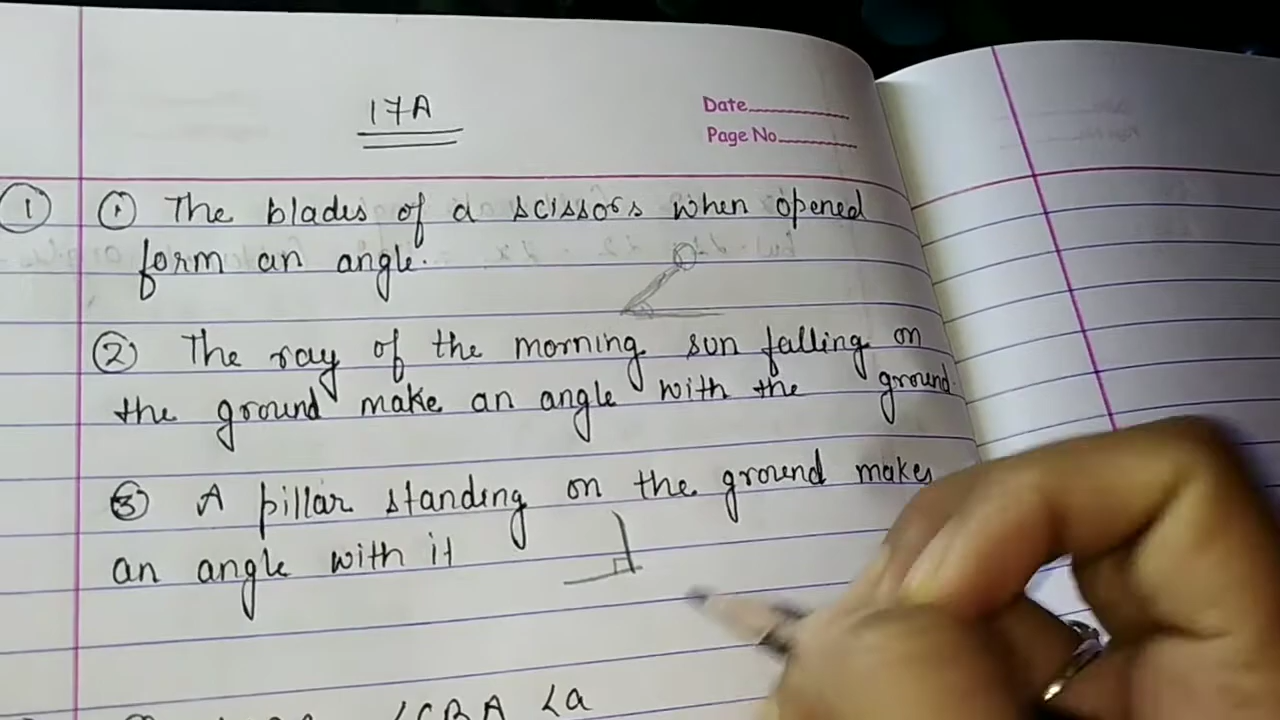 17A
Date
Page No.
① ① The blades of a scissors when opened
form an angle.
② The ray of the morning sun falling on
the ground make an angle with the ground.
③ A pillar standing on the ground makes
an angle with it
∠CBA ∠a